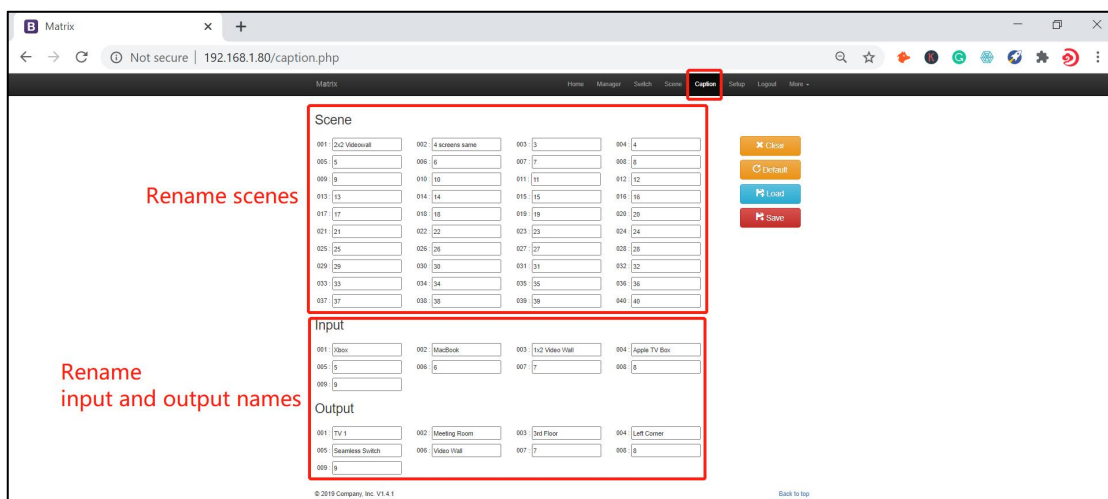 B Matrix
Not secure | 192.168.1.80/caption.php
Matrix Home Manager Switch Scene Caption Setup Logout More
Scene
001 : 2x2 Videowall 002 : 4 screens same 003 : 3 004 : 4
Clear
005 : 5 006 : 6 007 : 7 008 : 8
Default
009 : 9 010 : 10 011 : 11 012 : 12
Rename scenes
013 : 13 014 : 14 015 : 15 016 : 16
Load
017 : 17 018 : 18 019 : 19 020 : 20
Save
021 : 21 022 : 22 023 : 23 024 : 24
025 : 25 026 : 26 027 : 27 028 : 28
029 : 29 030 : 30 031 : 31 032 : 32
033 : 33 034 : 34 035 : 35 036 : 36
037 : 37 038 : 38 039 : 39 040 : 40
Input
001 : Xbox 002 : MacBook 003 : 1x2 Video Wall 004 : Apple TV Box
005 : 5 006 : 6 007 : 7 008 : 8
009 : 9
Rename
input and output names
Output
001 : TV 1 002 : Meeting Room 003 : 3rd Floor 004 : Left Corner
005 : Seamless Switch 006 : Video Wall 007 : 7 008 : 8
009 : 9
© 2019 Company, Inc. V1.4.1 Back to top